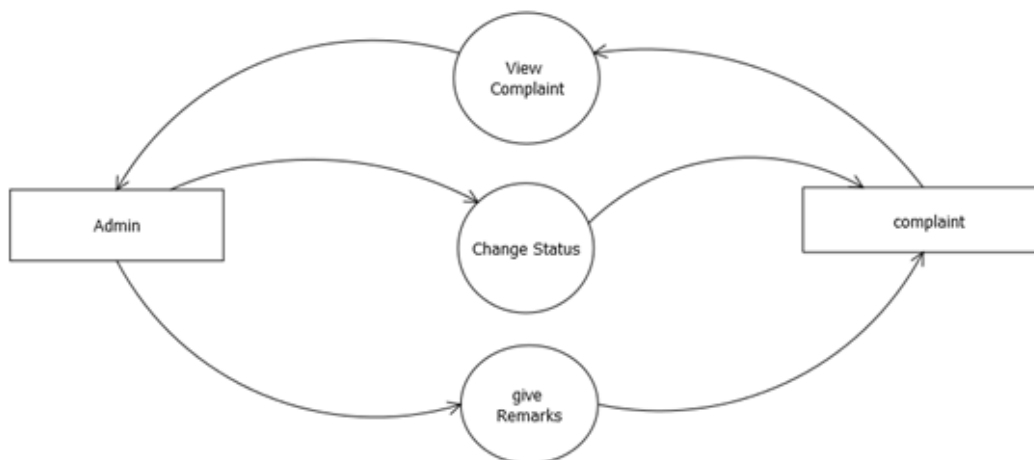 View
Complaint
Admin
complaint
Change Status
give
Remarks